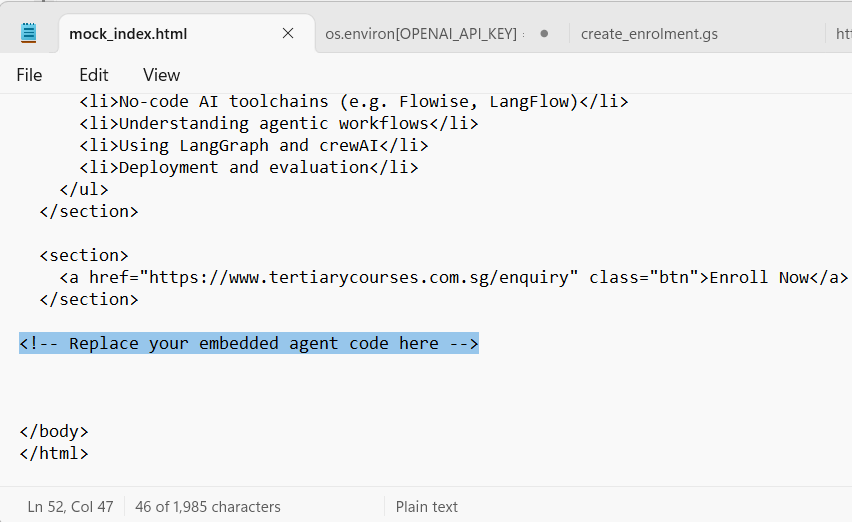 mock_index.html
os.environ[OPENAI_API_KEY] :
create_enrolment.gs
File Edit View
<li>No-code AI toolchains (e.g. Flowise, LangFlow)</li>
<li>Understanding agentic workflows</li>
<li>Using LangGraph and crewAI</li>
<li>Deployment and evaluation</li>
</ul>
</section>
<section>
<a href="https://www.tertiarycourses.com.sg/enquiry" class="btn">Enroll Now</a>
</section>
<!-- Replace your embedded agent code here -->
</body>
</html>
Ln 52, Col 47 46 of 1,985 characters Plain text